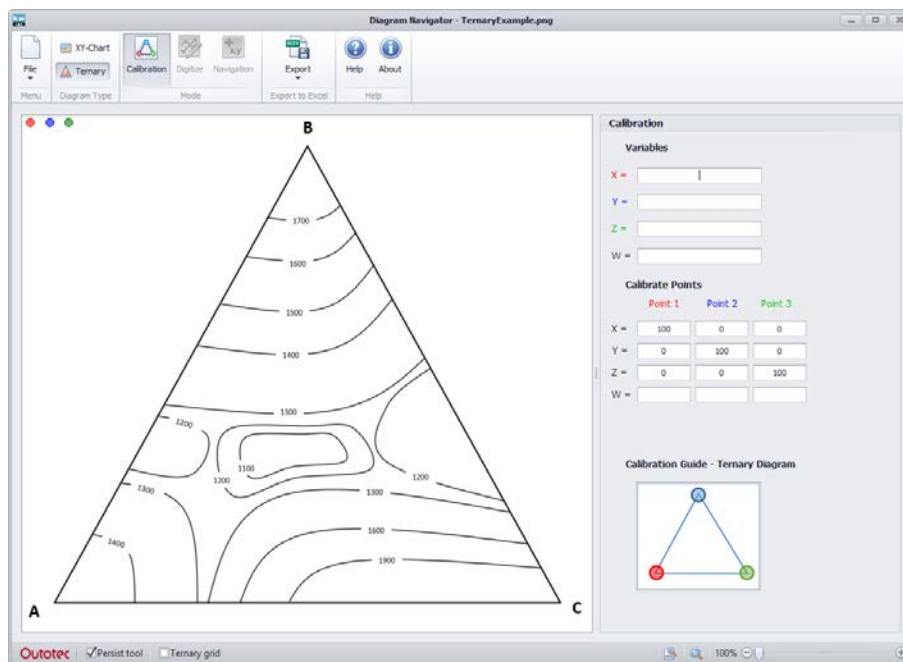 Diagram Navigator - TernaryExample.png
File
XY-Chart
Ternary
Calibration
Digitize
Navigation
Export
Help
About
Menu
Diagram Type
Mode
Export to Excel
Help
B
1700
1600
1500
1400
1300
1200
1100
1200
1200
1300
1300
1400
1600
1900
A
C
Calibration
Variables
X =
Y =
Z =
W =
Calibrate Points
Point 1 Point 2 Point 3
X = 100 0 0
Y = 0 100 0
Z = 0 0 100
W =
Calibration Guide - Ternary Diagram
Outotec
Persist tool
Ternary grid
100%